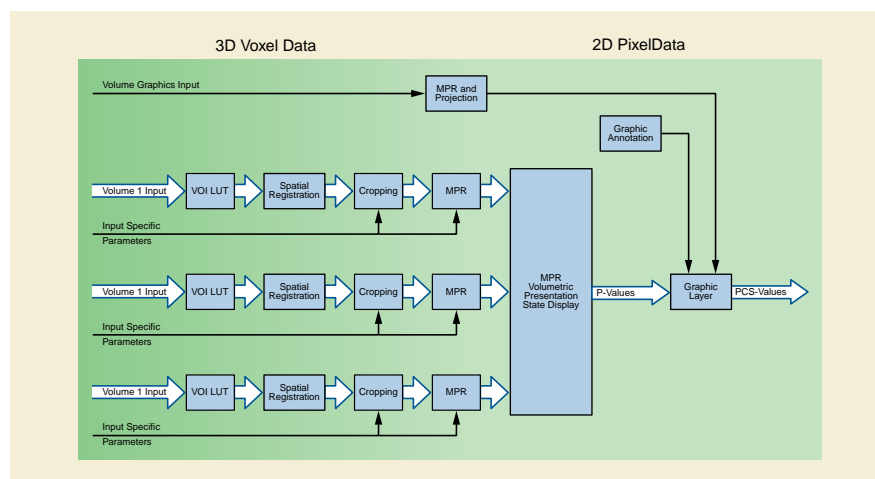 3D Voxel Data
2D PixelData
Volume Graphics Input
MPR and
Projection
Graphic
Annotation
Volume 1 Input
VOI LUT
Spatial
Registration
Cropping
MPR
Input Specific
Parameters
Volume 1 Input
VOI LUT
Spatial
Registration
Cropping
MPR
Input Specific
Parameters
Volume 1 Input
VOI LUT
Spatial
Registration
Cropping
MPR
Input Specific
Parameters
MPR
Volumetric
Presentation
State Display
P-Values
Graphic
Layer
PCS-Values